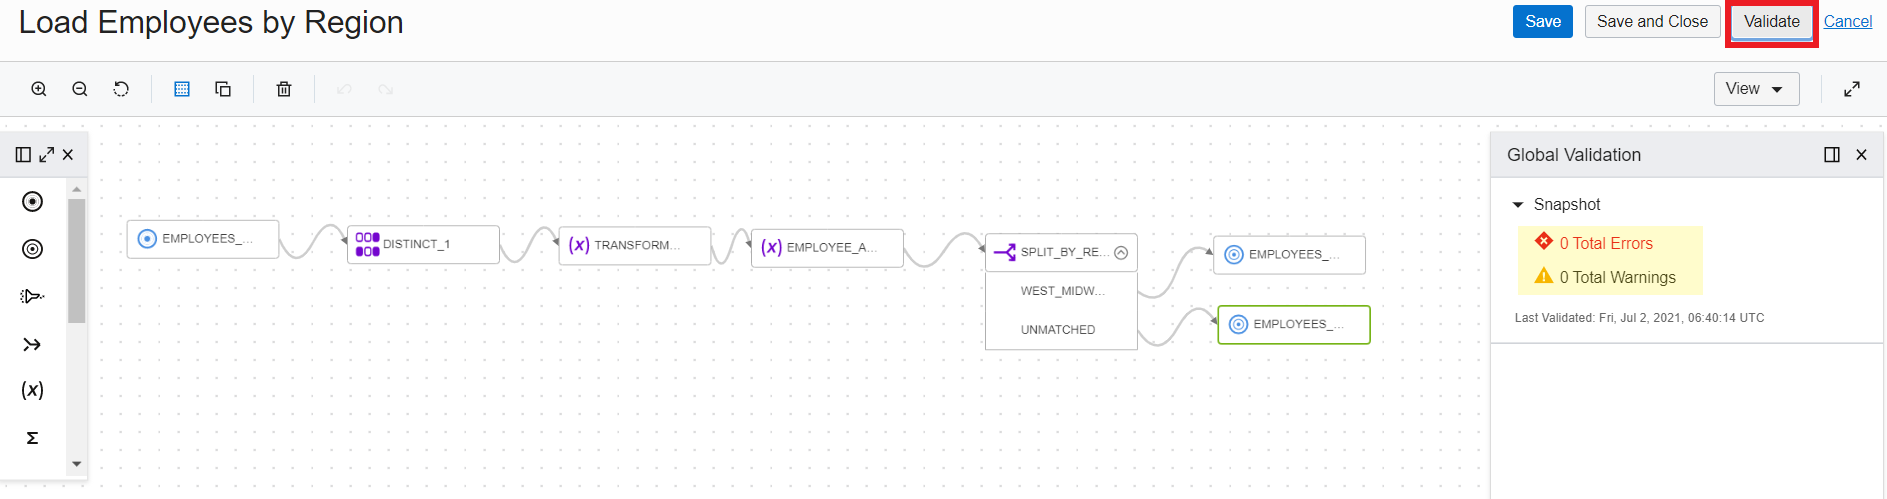 Load Employees by Region
Save
Save and Close
Validate
Cancel
View
EMPLOYEES_...
DISTINCT_1
(x) TRANSFORM...
(x) EMPLOYEE_A...
SPLIT_BY_RE...
WEST_MIDW...
UNMATCHED
EMPLOYEES_...
EMPLOYEES_...
(x)
Σ
Global Validation
Snapshot
0 Total Errors
0 Total Warnings
Last Validated: Fri, Jul 2, 2021, 06:40:14 UTC